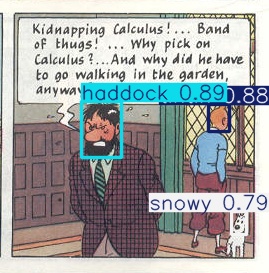 Kidnapping Calculus!... Band
of thugs! ... Why pick on
Calculus?...And why did he have
to go walking in the garden,
anyway
haddock 0.89
0.88
snowy 0.79